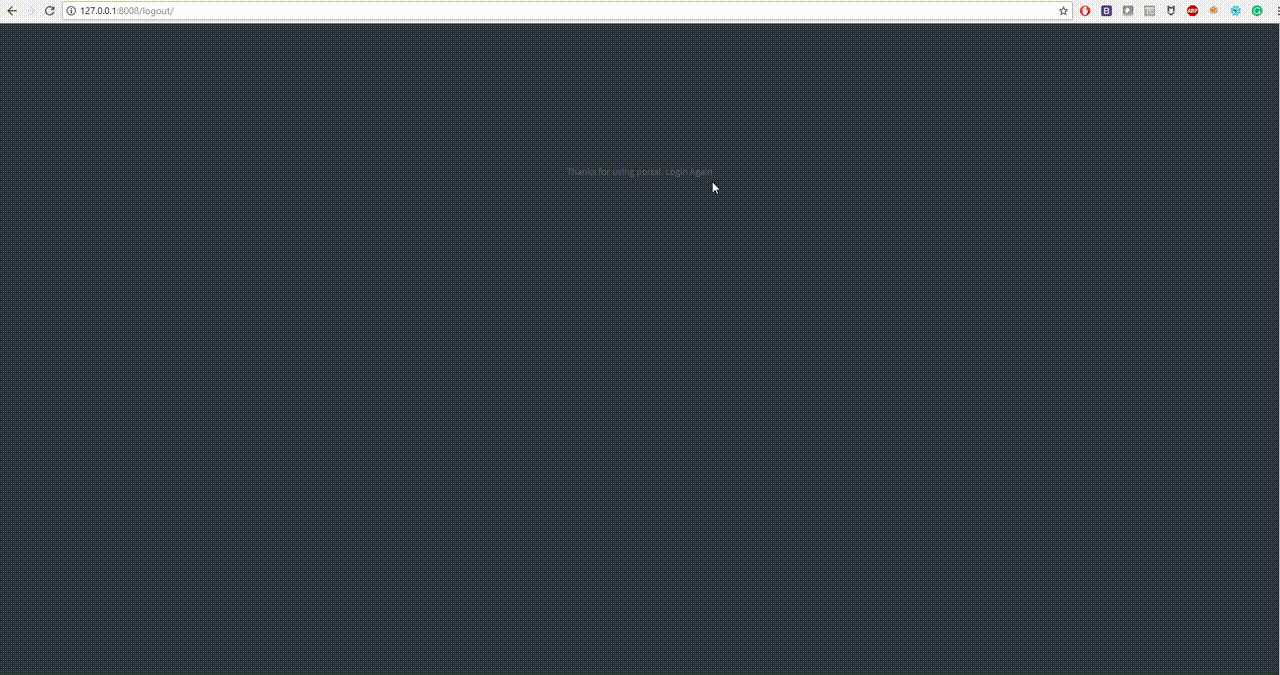 127.0.0.1:8008/logout/
Thanks for using portal. Login Again